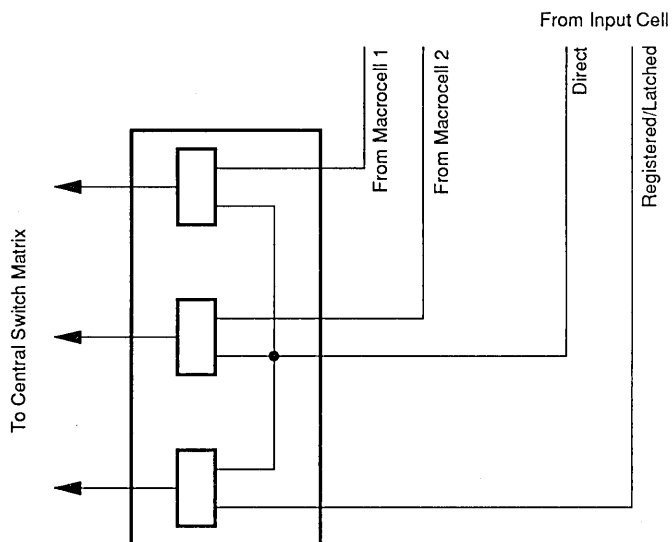 From Input Cell
From Macrocell 1
From Macrocell 2
Direct
Registered/Latched
To Central Switch Matrix